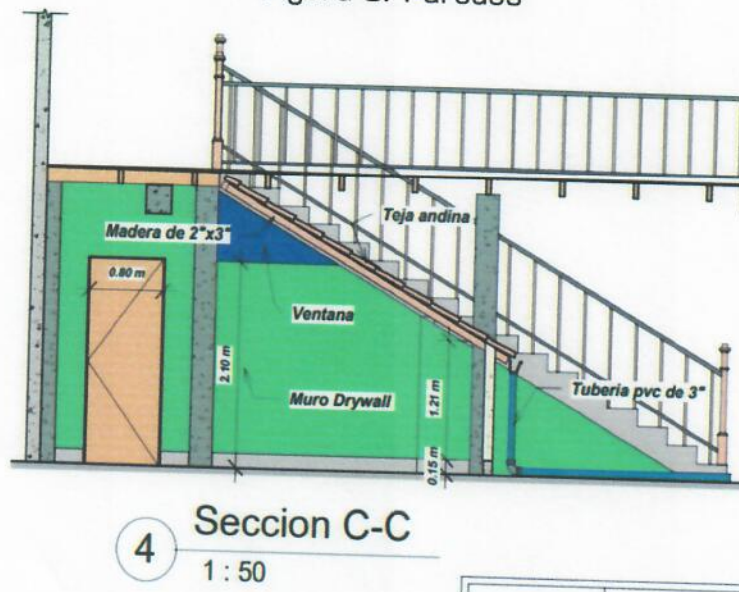 Teja andina
Madera de 2"x3"
0.80 m
Ventana
2.10 m
Muro Drywall
1.21 m
Tuberia pvc de 3"
0.15 m
4
Seccion C-C
1 : 50